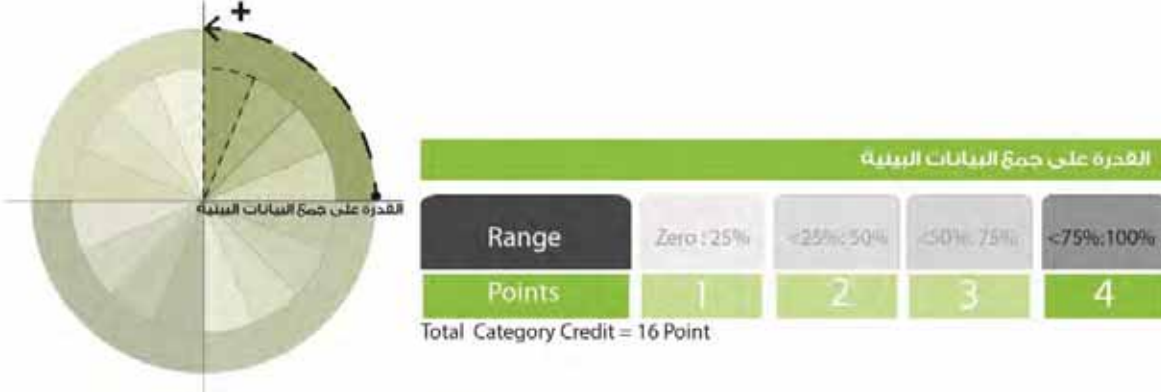 +
القدرة على جمع البيانات البيئية
القدرة على جمع البيانات البيئية
Range Zero : 25% <25%: 50% <50%: 75% <75%:100%
Points 1 2 3 4
Total Category Credit = 16 Point